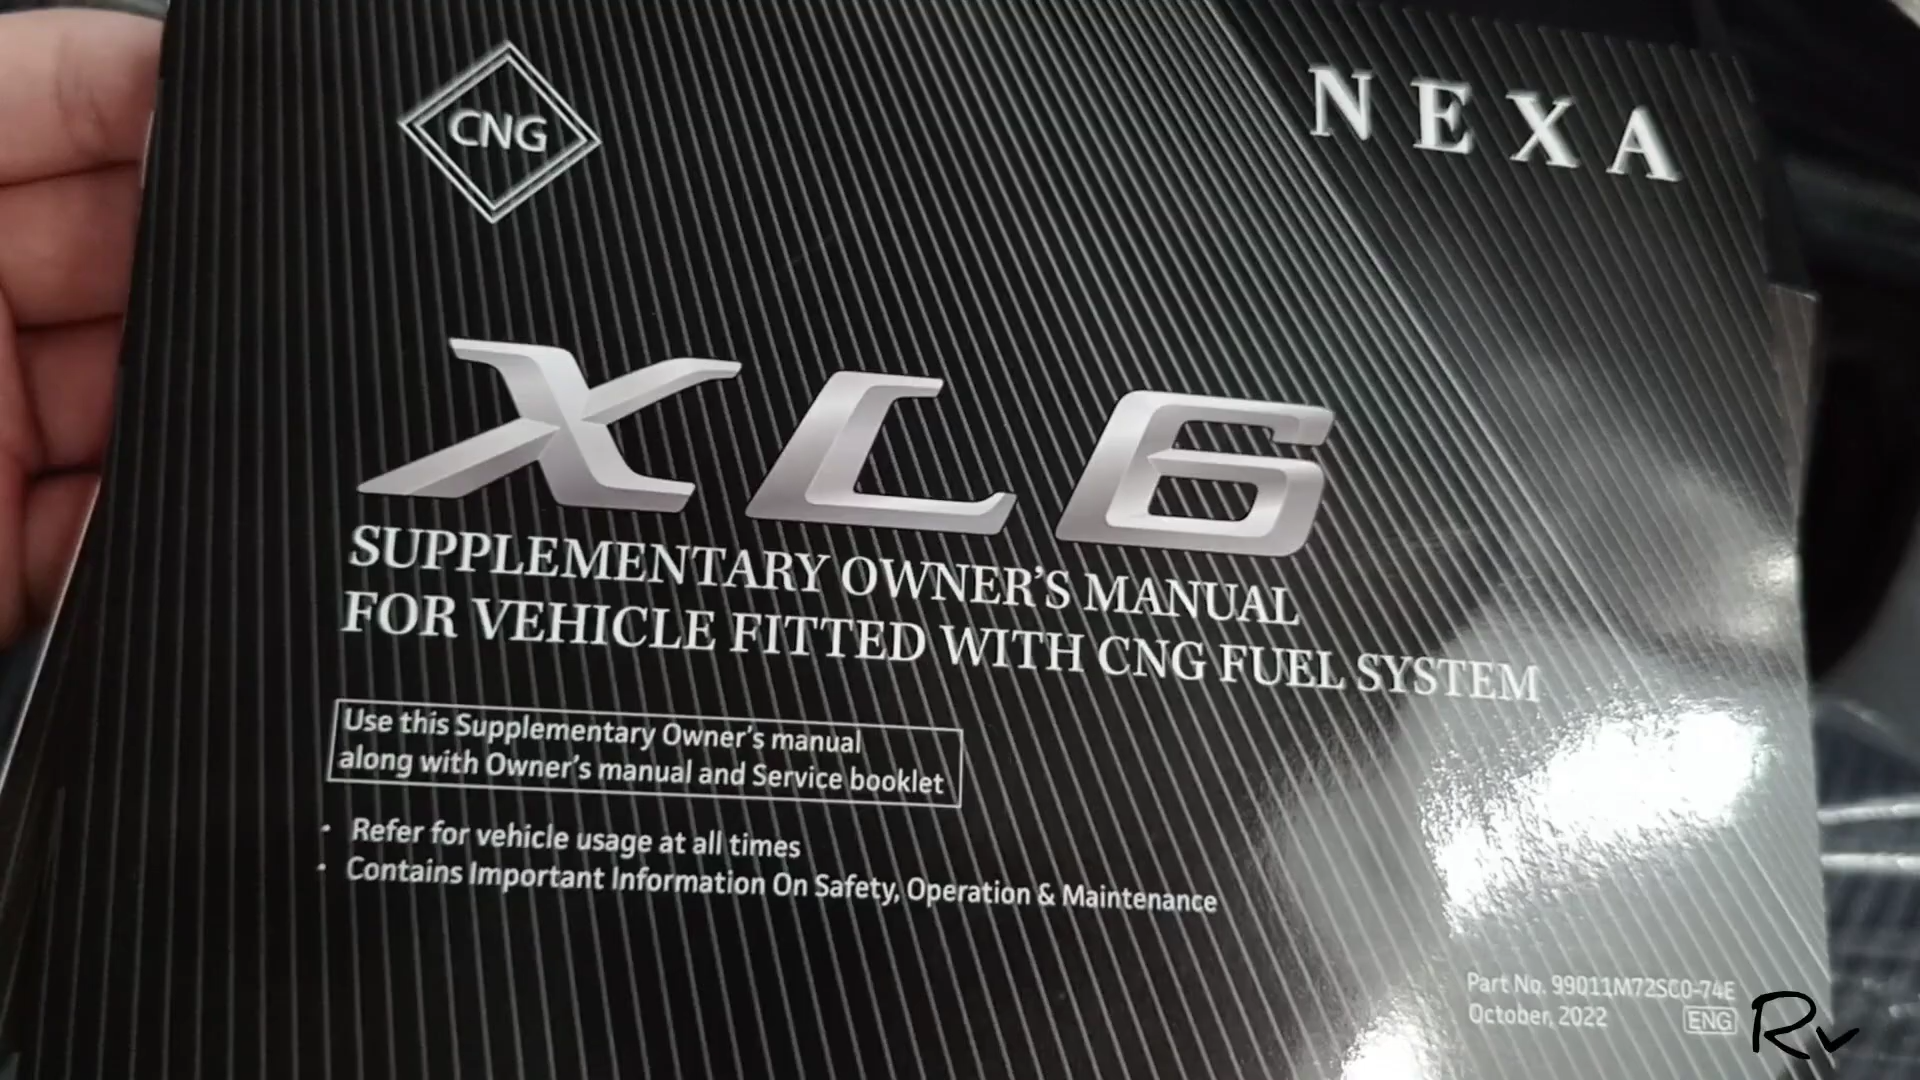 CNG
NEXA
XL6
SUPPLEMENTARY OWNER'S MANUAL
FOR VEHICLE FITTED WITH CNG FUEL SYSTEM
Use this Supplementary Owner's manual
along with Owner's manual and Service booklet
• Refer for vehicle usage at all times
• Contains Important Information On Safety, Operation & Maintenance
Part No. 99011M72SC0-74E
October, 2022
ENG
Rv